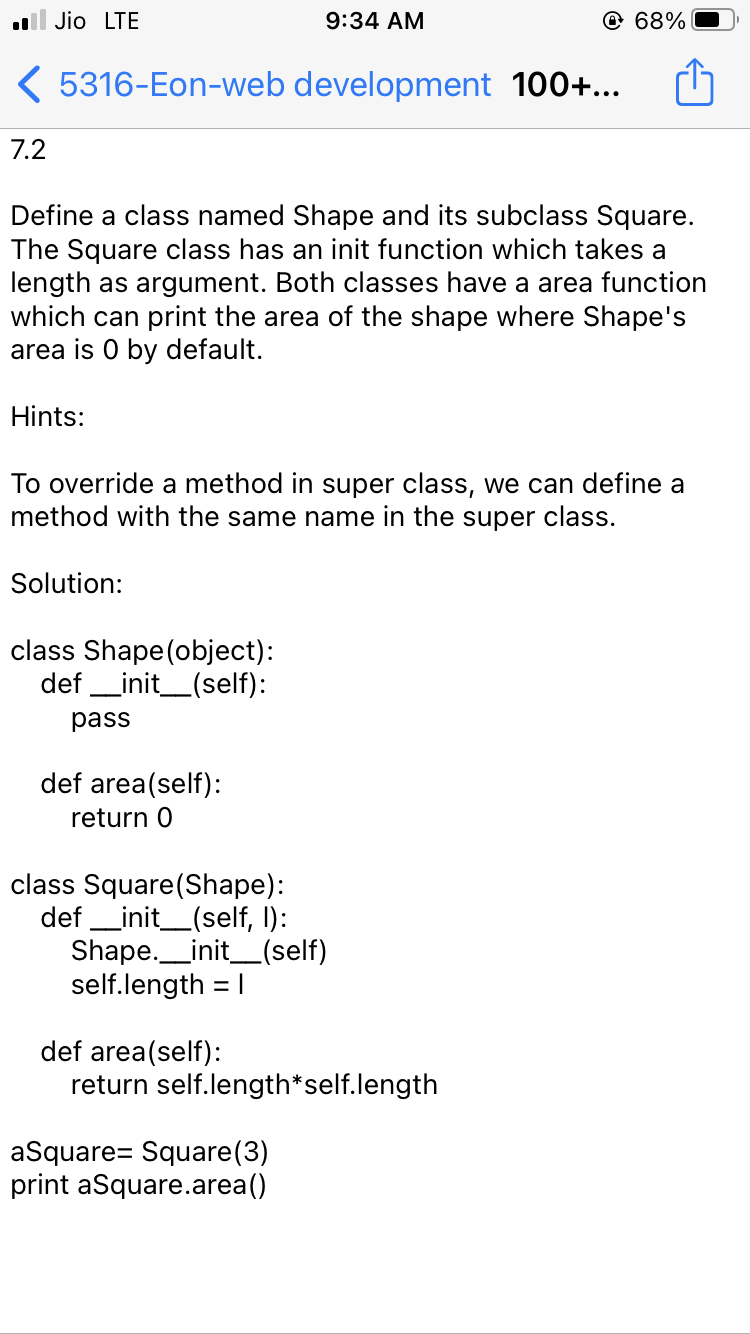 Jio LTE 9:34 AM 68%
5316-Eon-web development 100+...
7.2
Define a class named Shape and its subclass Square.
The Square class has an init function which takes a
length as argument. Both classes have a area function
which can print the area of the shape where Shape's
area is 0 by default.
Hints:
To override a method in super class, we can define a
method with the same name in the super class.
Solution:
class Shape(object):
    def __init__(self):
        pass
    def area(self):
        return 0
class Square(Shape):
    def __init__(self, l):
        Shape.__init__(self)
        self.length = l
    def area(self):
        return self.length*self.length
aSquare= Square(3)
print aSquare.area()